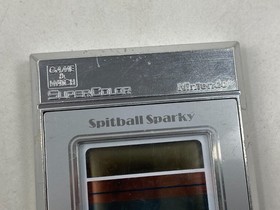 GAME & WATCH
SUPER COLOR
Nintendo
Spitball Sparky